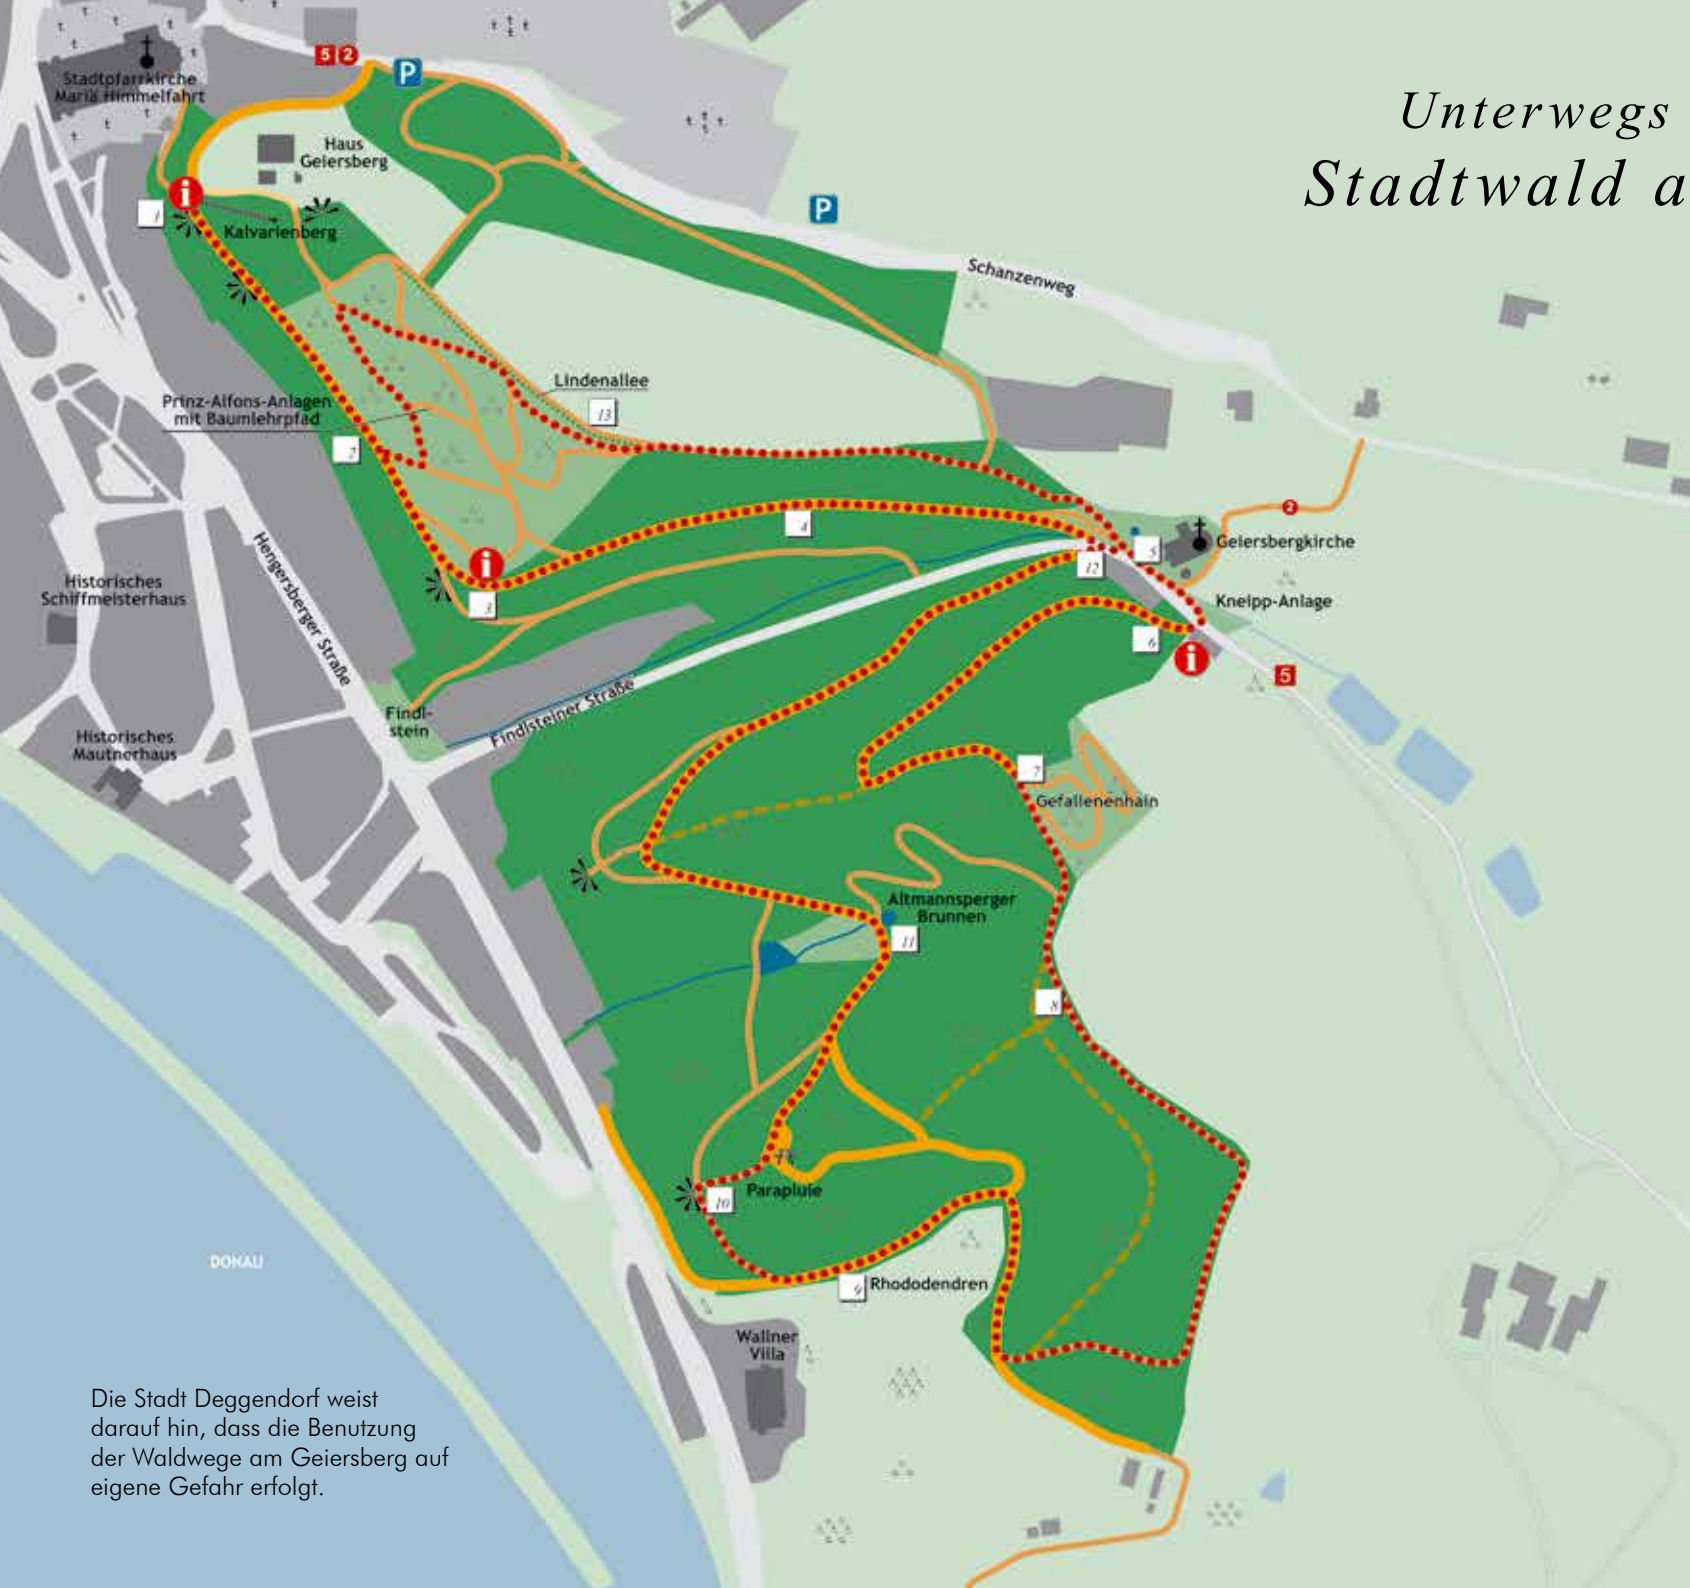 Unterwegs
Stadtwald a
5 2
P
Stadtpfarrkirche
Mariä Himmelfahrt
Haus
Geiersberg
i
1
Kalvarienberg
P
Schanzenweg
Lindenallee
13
Prinz-Alfons-Anlagen
mit Baumlehrpfad
2
4
2
5
Geiersbergkirche
12
i
3
Hengersberger Straße
Historisches
Schiffmeisterhaus
Kneipp-Anlage
6
i
5
Findl-
stein
Findlsteiner Straße
Historisches
Mautnerhaus
7
Gefallenenhain
Altmannsperger
Brunnen
11
8
Parapluie
10
DONAU
9
Rhododendren
Wallner
Villa
Die Stadt Deggendorf weist
darauf hin, dass die Benutzung
der Waldwege am Geiersberg auf
eigene Gefahr erfolgt.